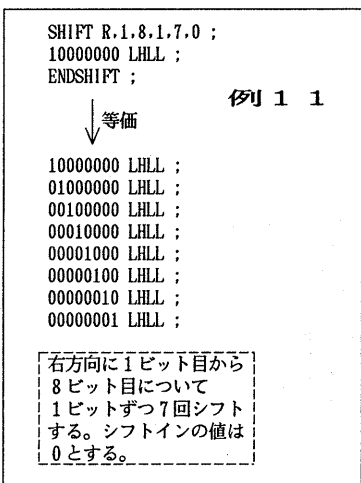 SHIFT R,1,8,1,7,0 ;
10000000 LHLL ;
ENDSHIFT ;
例11
等価
10000000 LHLL ;
01000000 LHLL ;
00100000 LHLL ;
00010000 LHLL ;
00001000 LHLL ;
00000100 LHLL ;
00000010 LHLL ;
00000001 LHLL ;
右方向に1ビット目から
8ビット目について
1ビットずつ7回シフト
する。シフトインの値は
0とする。